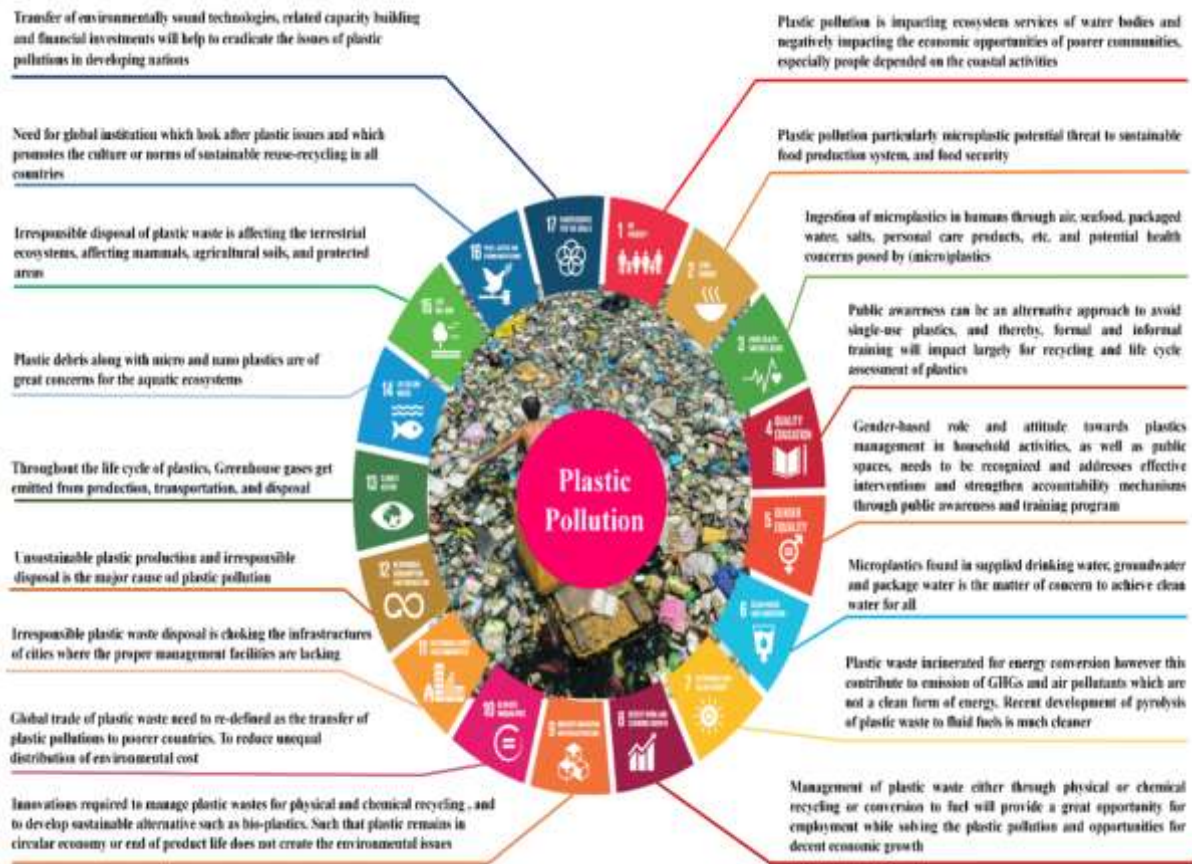 Transfer of environmentally sound technologies, related capacity building
and financial investments will help to eradicate the issues of plastic
pollutions in developing nations
Need for global institution which look after plastic issues and which
promotes the culture or norms of sustainable reuse-recycling in all
countries
Irresponsible disposal of plastic waste is affecting the terrestrial
ecosystems, affecting mammals, agricultural soils, and protected
areas
Plastic debris along with micro and nano plastics are of
great concerns for the aquatic ecosystems
Throughout the life cycle of plastics, Greenhouse gases get
emitted from production, transportation, and disposal
Unsustainable plastic production and irresponsible
disposal is the major cause od plastic pollution
Irresponsible plastic waste disposal is choking the infrastructures
of cities where the proper management facilities are lacking
Global trade of plastic waste need to re-defined as the transfer of
plastic pollutions to poorer countries. To reduce unequal
distribution of environmental cost
Innovations required to manage plastic wastes for physical and chemical recycling , and
to develop sustainable alternative such as bio-plastics. Such that plastic remains in
circular economy or end of product life does not create the environmental issues
17
16
15
14
13
12
11
10
9
8
7
6
5 GENDER
EQUALITY
4 QUALITY
EDUCATION
3
2
1
Plastic
Pollution
Plastic pollution is impacting ecosystem services of water bodies and
negatively impacting the economic opportunities of poorer communities,
especially people depended on the coastal activities
Plastic pollution particularly microplastic potential threat to sustainable
food production system, and food security
Ingestion of microplastics in humans through air, seafood, packaged
water, salts, personal care products, etc. and potential health
concerns posed by (micro)plastics
Public awareness can be an alternative approach to avoid
single-use plastics, and thereby, formal and informal
training will impact largely for recycling and life cycle
assessment of plastics
Gender-based role and attitude towards plastics
management in household activities, as well as public
spaces, needs to be recognized and addresses effective
interventions and strengthen accountability mechanisms
through public awareness and training program
Microplastics found in supplied drinking water, groundwater
and package water is the matter of concern to achieve clean
water for all
Plastic waste incinerated for energy conversion however this
contribute to emission of GHGs and air pollutants which are
not a clean form of energy. Recent development of pyrolysis
of plastic waste to fluid fuels is much cleaner
Management of plastic waste either through physical or chemical
recycling or conversion to fuel will provide a great opportunity for
employment while solving the plastic pollution and opportunities for
decent economic growth